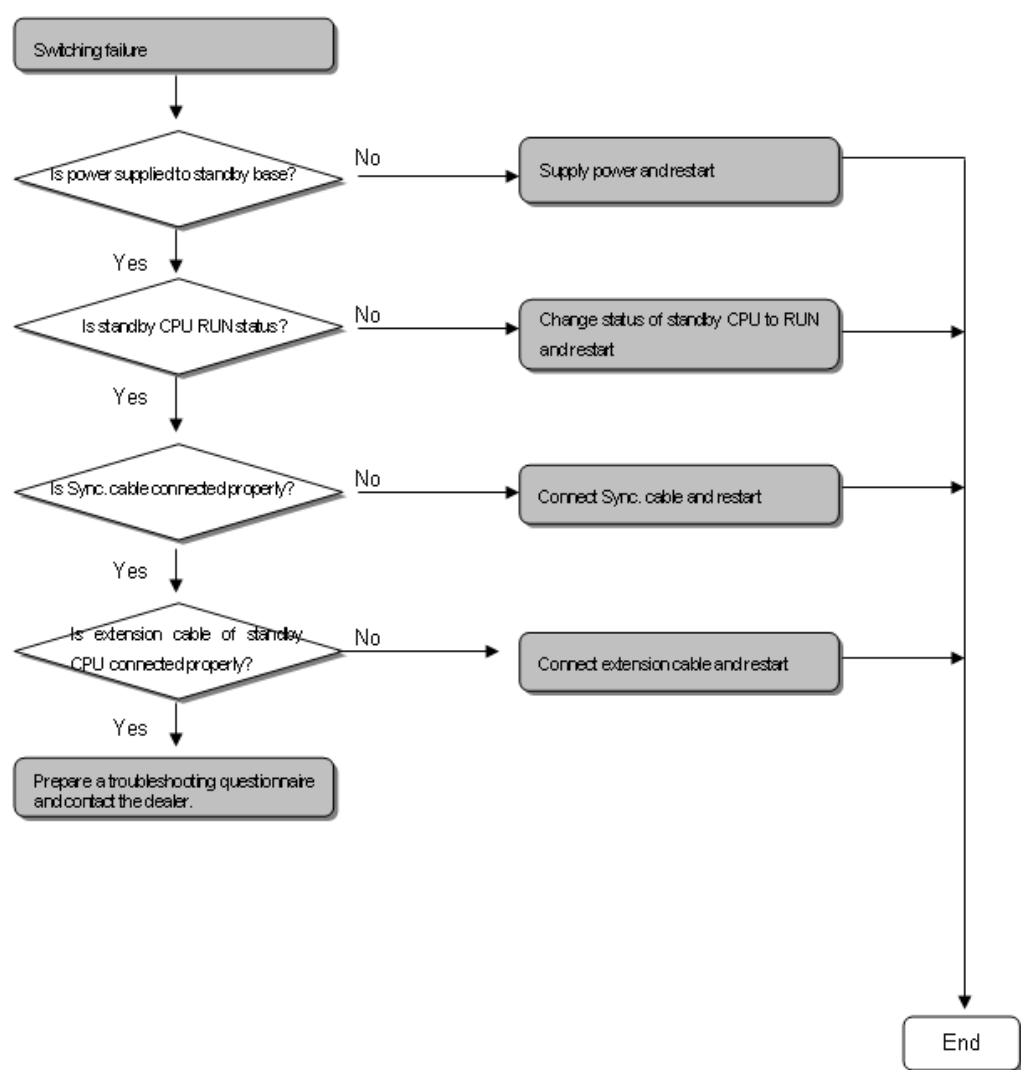 Switching failure
Is power supplied to standby base?
No
Supply power and restart
Yes
Is standby CPU RUN status?
No
Change status of standby CPU to RUN
and restart
Yes
Is Sync. cable connected properly?
No
Connect Sync. cable and restart
Yes
Is extension cable of standby
CPU connected properly?
No
Connect extension cable and restart
Yes
Prepare a troubleshooting questionnaire
and contact the dealer.
End